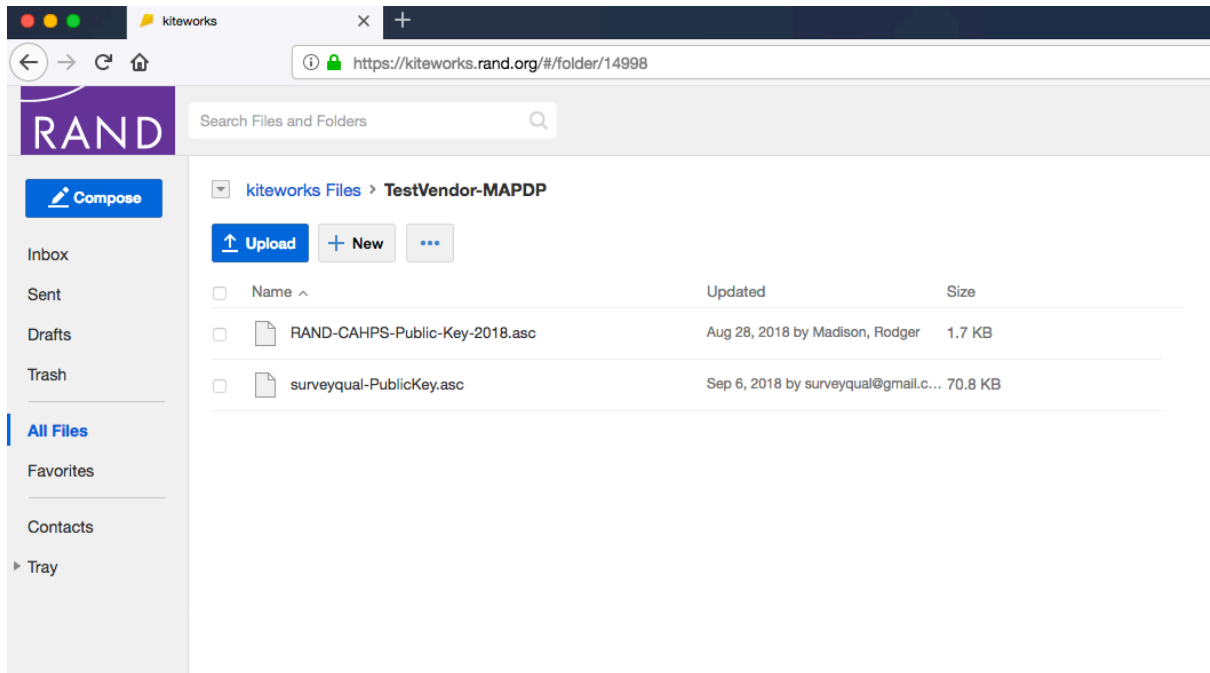 kiteworks
https://kiteworks.rand.org/#/folder/14998
RAND
Search Files and Folders
Compose
kiteworks Files > TestVendor-MAPDP
Upload
New
Inbox
Sent
Drafts
Trash
All Files
Favorites
Contacts
Tray
Name Updated Size
RAND-CAHPS-Public-Key-2018.asc Aug 28, 2018 by Madison, Rodger 1.7 KB
surveyqual-PublicKey.asc Sep 6, 2018 by surveyqual@gmail.c... 70.8 KB